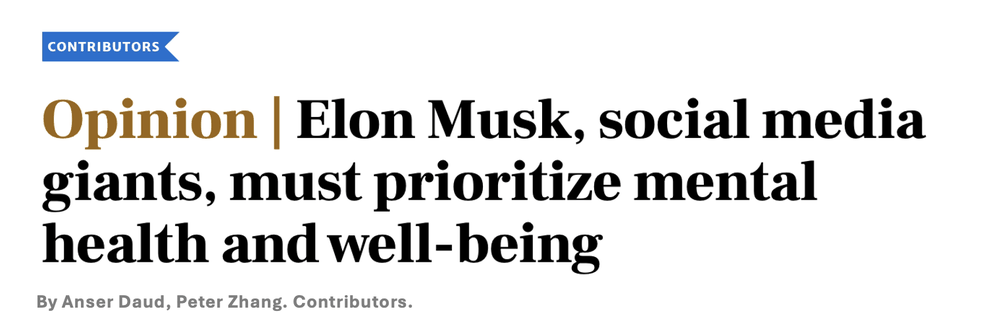 CONTRIBUTORS
Opinion | Elon Musk, social media
giants, must prioritize mental
health and well-being
By Anser Daud, Peter Zhang. Contributors.